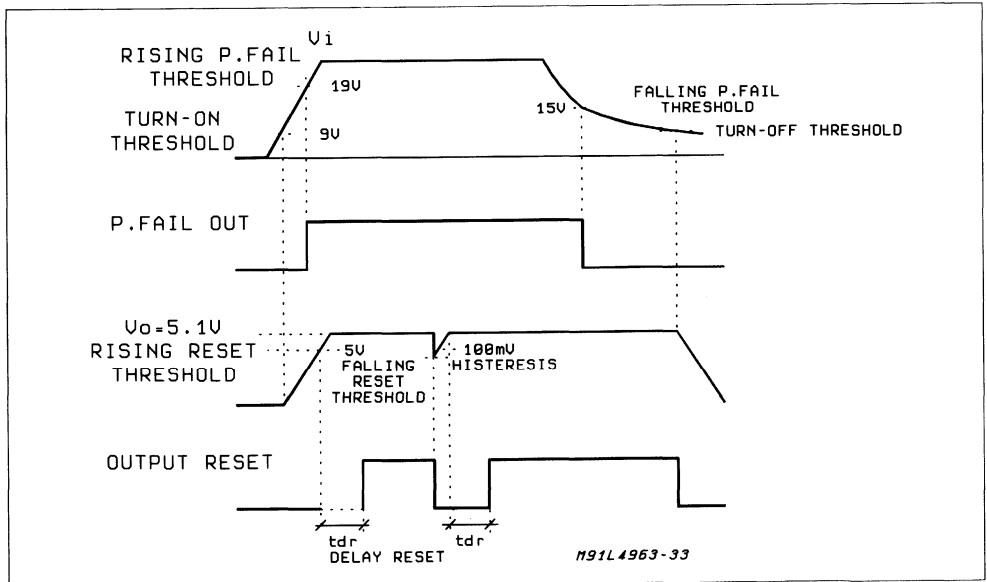 Vi
RISING P.FAIL
THRESHOLD
19V
TURN-ON
THRESHOLD
9V
15V
FALLING P.FAIL
THRESHOLD
TURN-OFF THRESHOLD
P.FAIL OUT
Vo=5.1V
RISING RESET
THRESHOLD
5V
FALLING
RESET
THRESHOLD
100mV
HISTERESIS
OUTPUT RESET
tdr
DELAY RESET
tdr
M91L4963-33